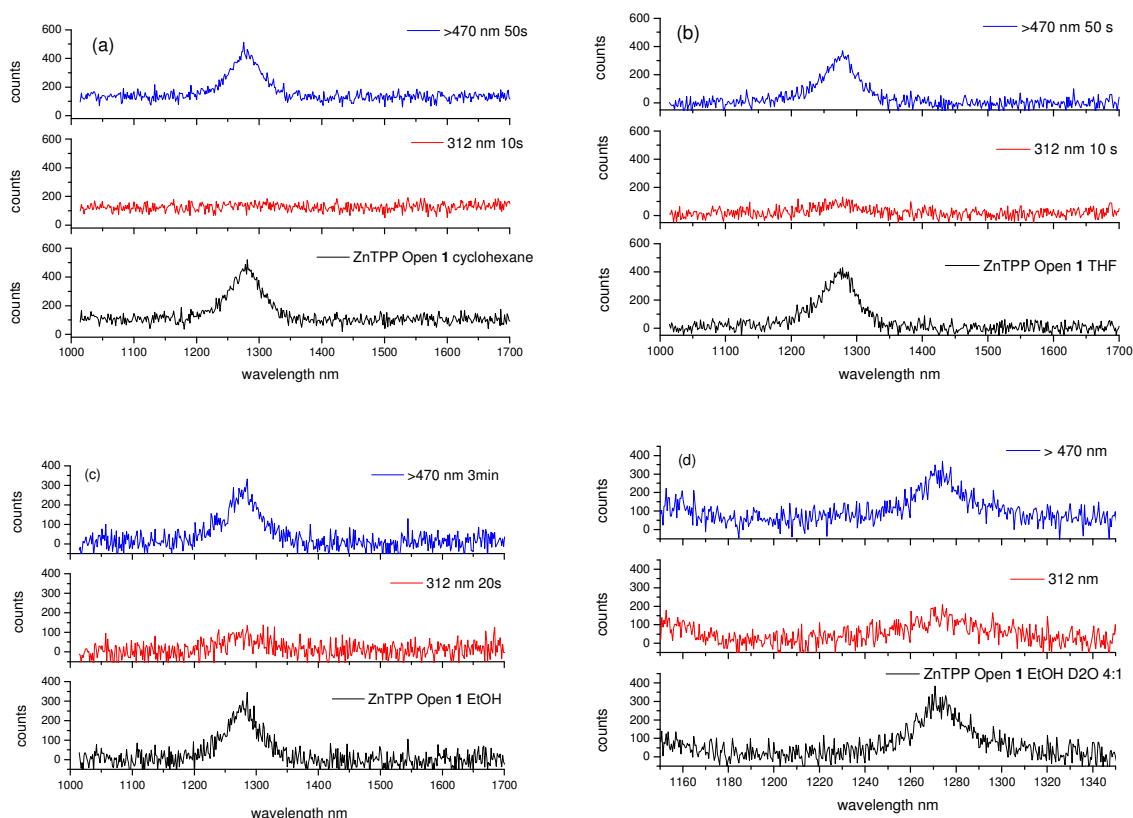 (a)
>470 nm 50s
600
400
200
0
counts
312 nm 10s
600
400
200
0
counts
ZnTPP Open 1 cyclohexane
600
400
200
0
counts
1000 1100 1200 1300 1400 1500 1600 1700
wavelength nm
(b)
>470 nm 50 s
600
400
200
0
counts
312 nm 10 s
600
400
200
0
counts
ZnTPP Open 1 THF
600
400
200
0
counts
1000 1100 1200 1300 1400 1500 1600 1700
wavelength nm
(c)
>470 nm 3min
400
300
200
100
0
counts
312 nm 20s
400
300
200
100
0
counts
ZnTPP Open 1 EtOH
400
300
200
100
0
counts
1000 1100 1200 1300 1400 1500 1600 1700
wavelength nm
(d)
> 470 nm
400
300
200
100
0
counts
312 nm
400
300
200
100
0
counts
ZnTPP Open 1 EtOH D2O 4:1
400
300
200
100
0
counts
1160 1180 1200 1220 1240 1260 1280 1300 1320 1340
wavelength nm